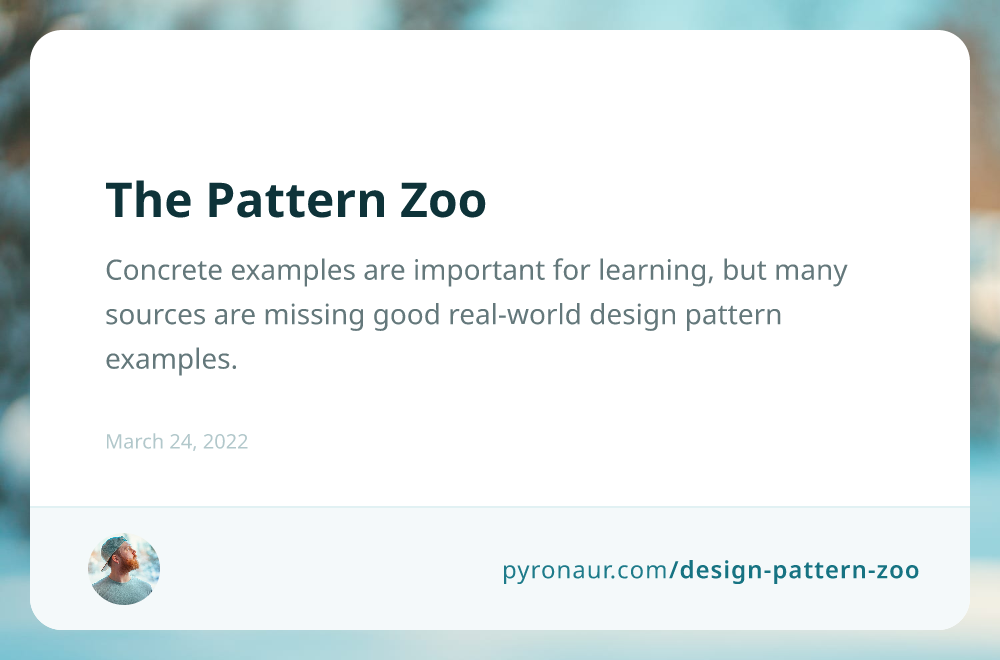 The Pattern Zoo
Concrete examples are important for learning, but many
sources are missing good real-world design pattern
examples.
March 24, 2022
pyronaur.com/design-pattern-zoo